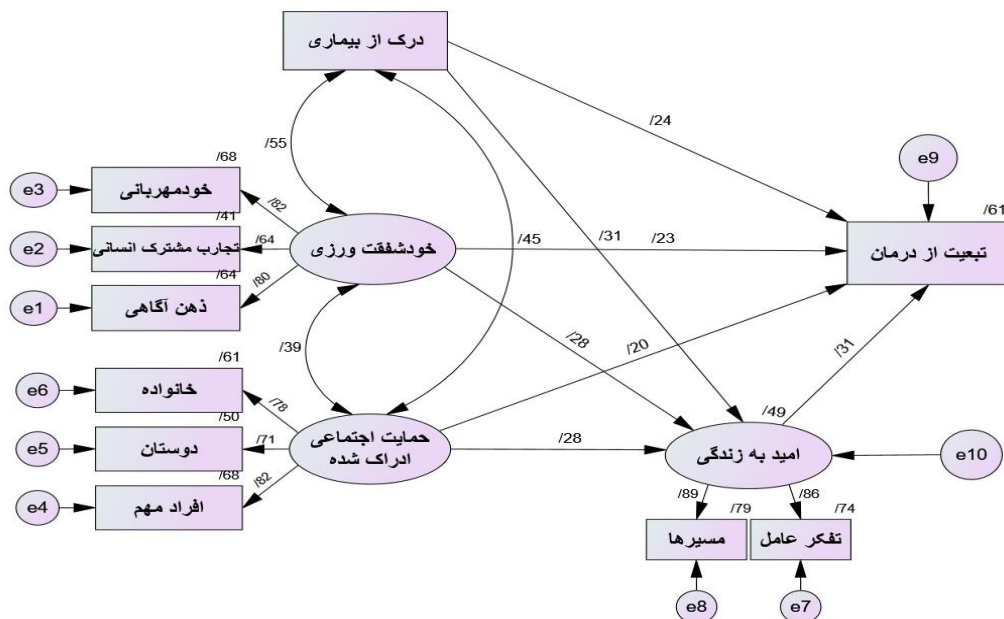 درک از بیماری
/24
e9
/55
/68
/61
e3
خودمهربانی
/82
/41
/45
/31
/23
e2
تجارب مشترک انسانی
/64
خودشفقت ورزی
تبعیت از درمان
/64
/80
e1
ذهن آگاهی
/39
/28
/20
/31
/61
e6
خانواده
/78
/50
/49
e5
دوستان
/71
حمایت اجتماعی
ادراک شده
/28
امید به زندگی
e10
/68
/82
e4
افراد مهم
/89
/86
/79
/74
مسیرها
تفکر عامل
e8
e7